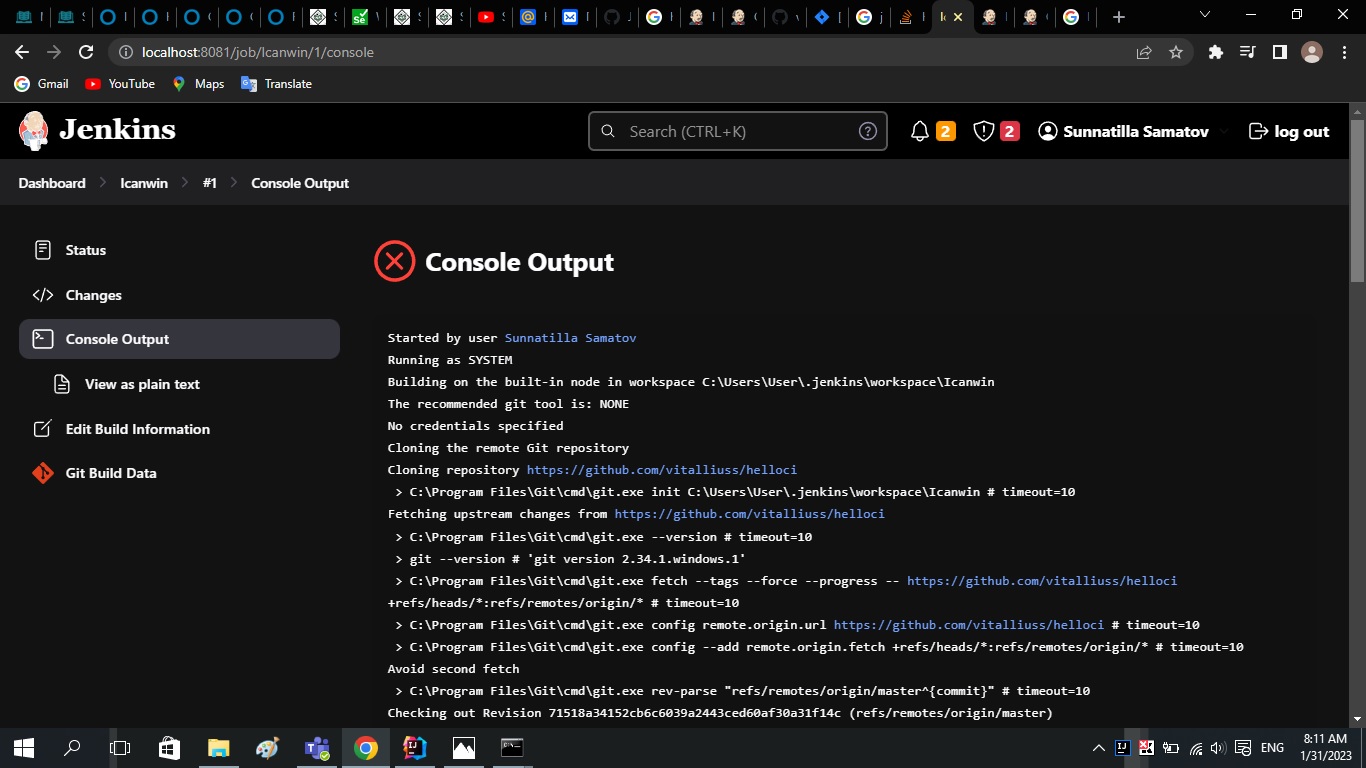 localhost:8081/job/Icanwin/1/console
Gmail
YouTube
Maps
Translate
Jenkins
Search (CTRL+K)
2
2
Sunnatilla Samatov
log out
Dashboard
Icanwin
#1
Console Output
Status
Changes
Console Output
View as plain text
Edit Build Information
Git Build Data
Console Output
Started by user Sunnatilla Samatov
Running as SYSTEM
Building on the built-in node in workspace C:\Users\User\.jenkins\workspace\Icanwin
The recommended git tool is: NONE
No credentials specified
Cloning the remote Git repository
Cloning repository https://github.com/vitalliuss/helloci
> C:\Program Files\Git\cmd\git.exe init C:\Users\User\.jenkins\workspace\Icanwin # timeout=10
Fetching upstream changes from https://github.com/vitalliuss/helloci
> C:\Program Files\Git\cmd\git.exe --version # timeout=10
> git --version # 'git version 2.34.1.windows.1'
> C:\Program Files\Git\cmd\git.exe fetch --tags --force --progress -- https://github.com/vitalliuss/helloci
+refs/heads/*:refs/remotes/origin/* # timeout=10
> C:\Program Files\Git\cmd\git.exe config remote.origin.url https://github.com/vitalliuss/helloci # timeout=10
> C:\Program Files\Git\cmd\git.exe config --add remote.origin.fetch +refs/heads/*:refs/remotes/origin/* # timeout=10
Avoid second fetch
> C:\Program Files\Git\cmd\git.exe rev-parse "refs/remotes/origin/master^{commit}" # timeout=10
Checking out Revision 71518a34152cb6c6039a2443ced60af30a31f14c (refs/remotes/origin/master)
ENG
8:11 AM
1/31/2023